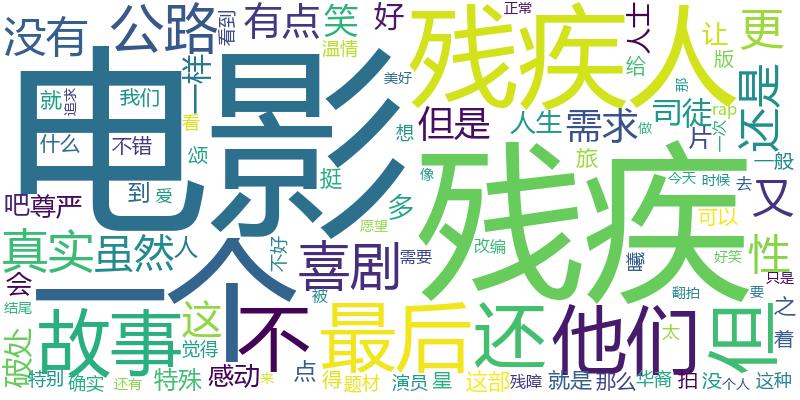 没有
公路
看到
有点
笑
温情
好
正常
残疾人
人士
让
更
版
给
那
电影
一样
美好
就
追求
我们
看
什么
不错
颂
想
但是
人生
需求
做
司徒
片
rap
一次
还是
到
爱
挺
多
像
残疾
旅
一般
今天
时候
去
又
吧
尊严
可以
真实
虽然
人
一个
不好
喜剧
愿望
需要
改编
曦
好笑
性
会
被
翻拍
要
只是
结尾
之
故事
这
不
最后
还
他们
太
但
着
破处
觉得
特别
确实
还有
特殊
感动
来
点
得
题材
演员
星
这部
残障
就是
那么
华裔
拍
没
个人
这种